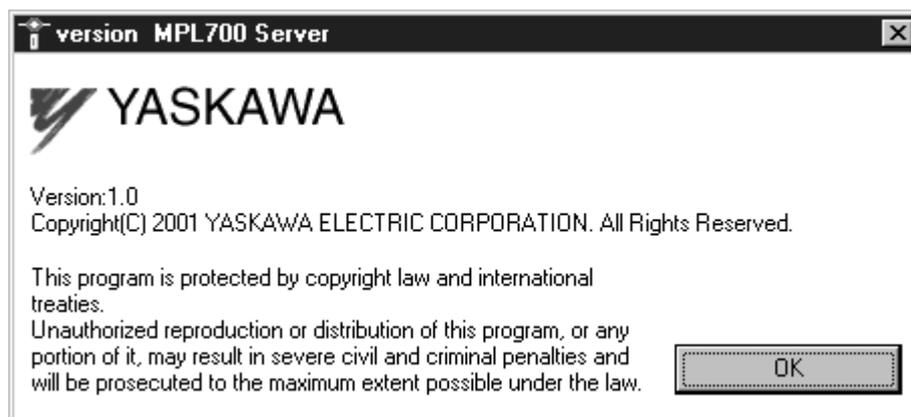 version MPL700 Server
YASKAWA
Version:1.0
Copyright(C) 2001 YASKAWA ELECTRIC CORPORATION. All Rights Reserved.
This program is protected by copyright law and international
treaties.
Unauthorized reproduction or distribution of this program, or any
portion of it, may result in severe civil and criminal penalties and
will be prosecuted to the maximum extent possible under the law.
OK